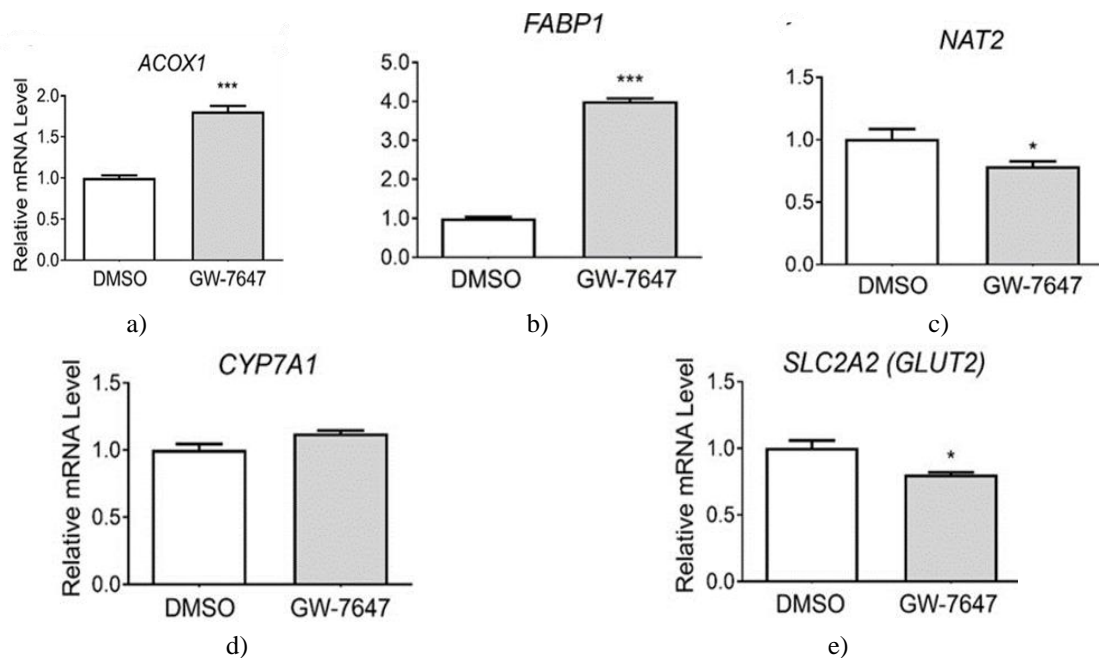 ACOX1
Relative mRNA Level
2.0
1.5
1.0
0.5
0.0
***
DMSO
GW-7647
a)
FABP1
5.0
4.0
3.0
2.0
1.0
0.0
***
DMSO
GW-7647
b)
NAT2
1.5
1.0
0.5
0.0
*
DMSO
GW-7647
c)
CYP7A1
Relative mRNA Level
1.5
1.0
0.5
0.0
DMSO
GW-7647
d)
SLC2A2 (GLUT2)
Relative mRNA Level
1.5
1.0
0.5
0.0
*
DMSO
GW-7647
e)